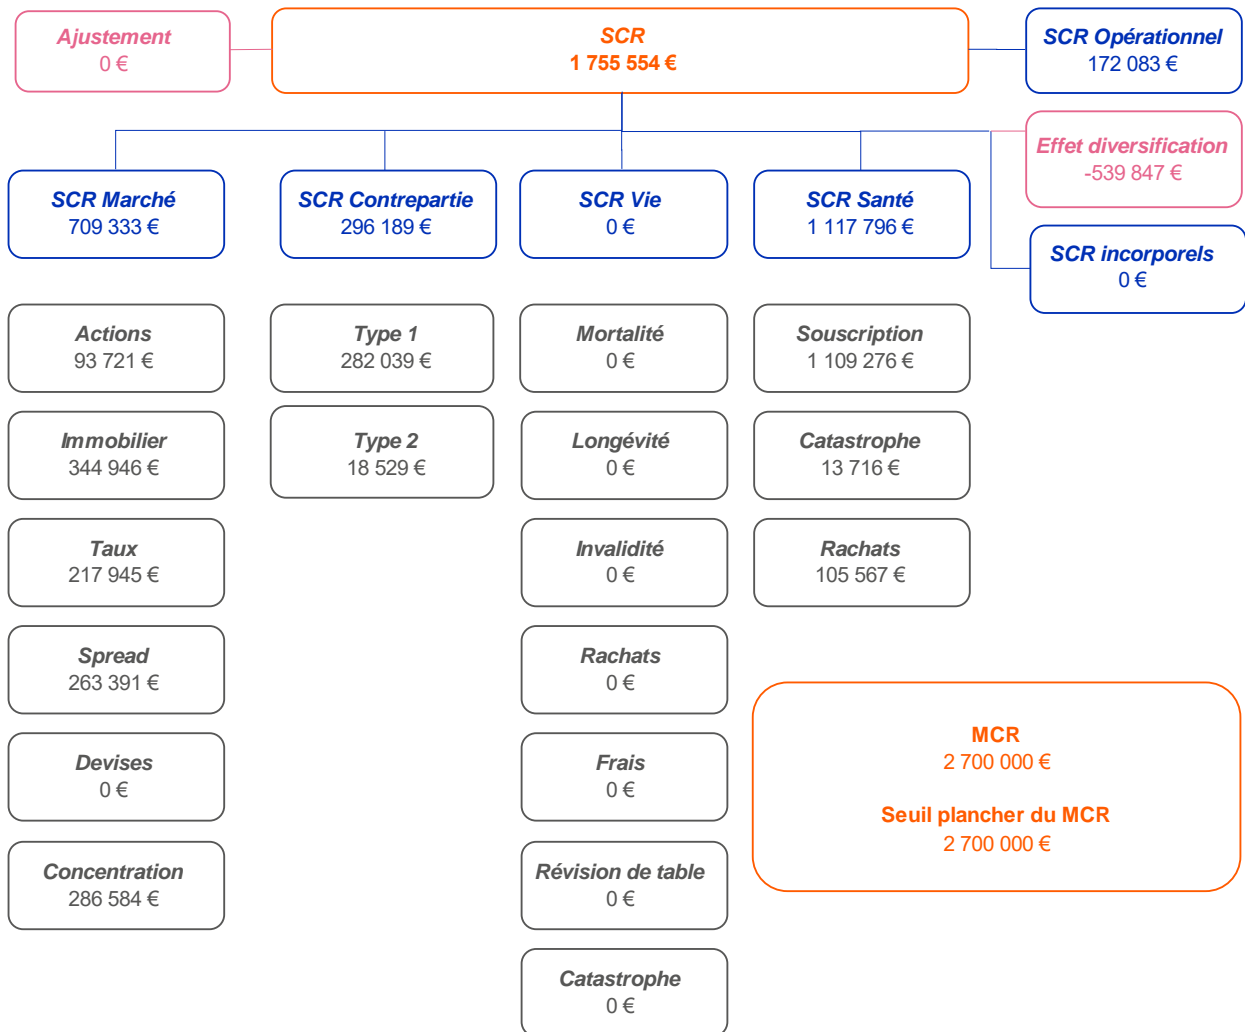 Ajustement
0 €
SCR
1 755 554 €
SCR Opérationnel
172 083 €
Effet diversification
-539 847 €
SCR Marché
709 333 €
SCR Contrepartie
296 189 €
SCR Vie
0 €
SCR Santé
1 117 796 €
SCR incorporels
0 €
Actions
93 721 €
Type 1
282 039 €
Mortalité
0 €
Souscription
1 109 276 €
Immobilier
344 946 €
Type 2
18 529 €
Longévité
0 €
Catastrophe
13 716 €
Taux
217 945 €
Invalidité
0 €
Rachats
105 567 €
Spread
263 391 €
Rachats
0 €
Devises
0 €
Frais
0 €
MCR
2 700 000 €
Seuil plancher du MCR
2 700 000 €
Concentration
286 584 €
Révision de table
0 €
Catastrophe
0 €